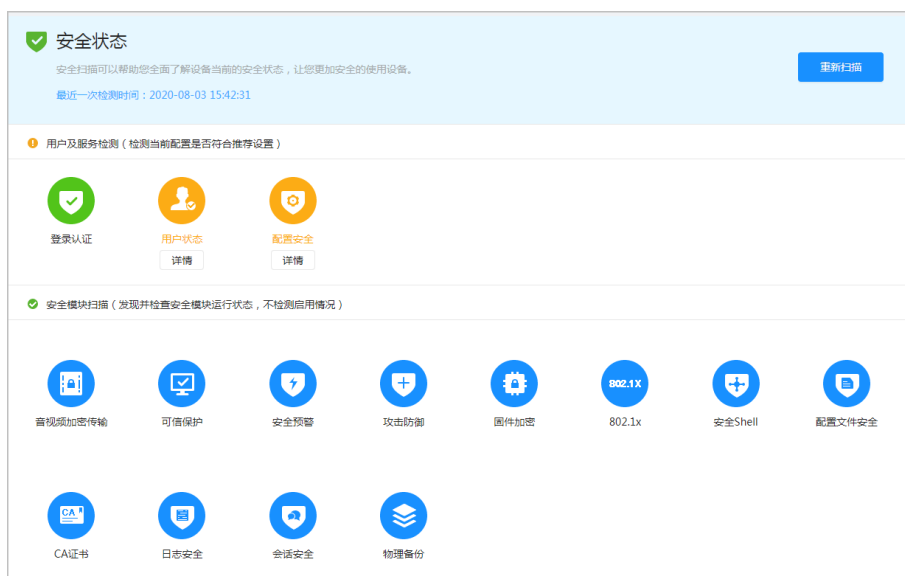 安全状态
安全扫描可以帮助您全面了解设备当前的安全状态，让您更加安全的使用设备。
重新扫描
最近一次检测时间：2020-08-03 15:42:31
用户及服务检测（检测当前配置是否符合推荐设置）
登录认证 用户状态 配置安全
详情 详情
安全模块扫描（发现并检查安全模块运行状态，不检测启用情况）
802.1X
音视频加密传输 可信保护 安全预警 攻击防御 固件加密 802.1x 安全Shell 配置文件安全
CA
CA证书 日志安全 会话安全 物理备份